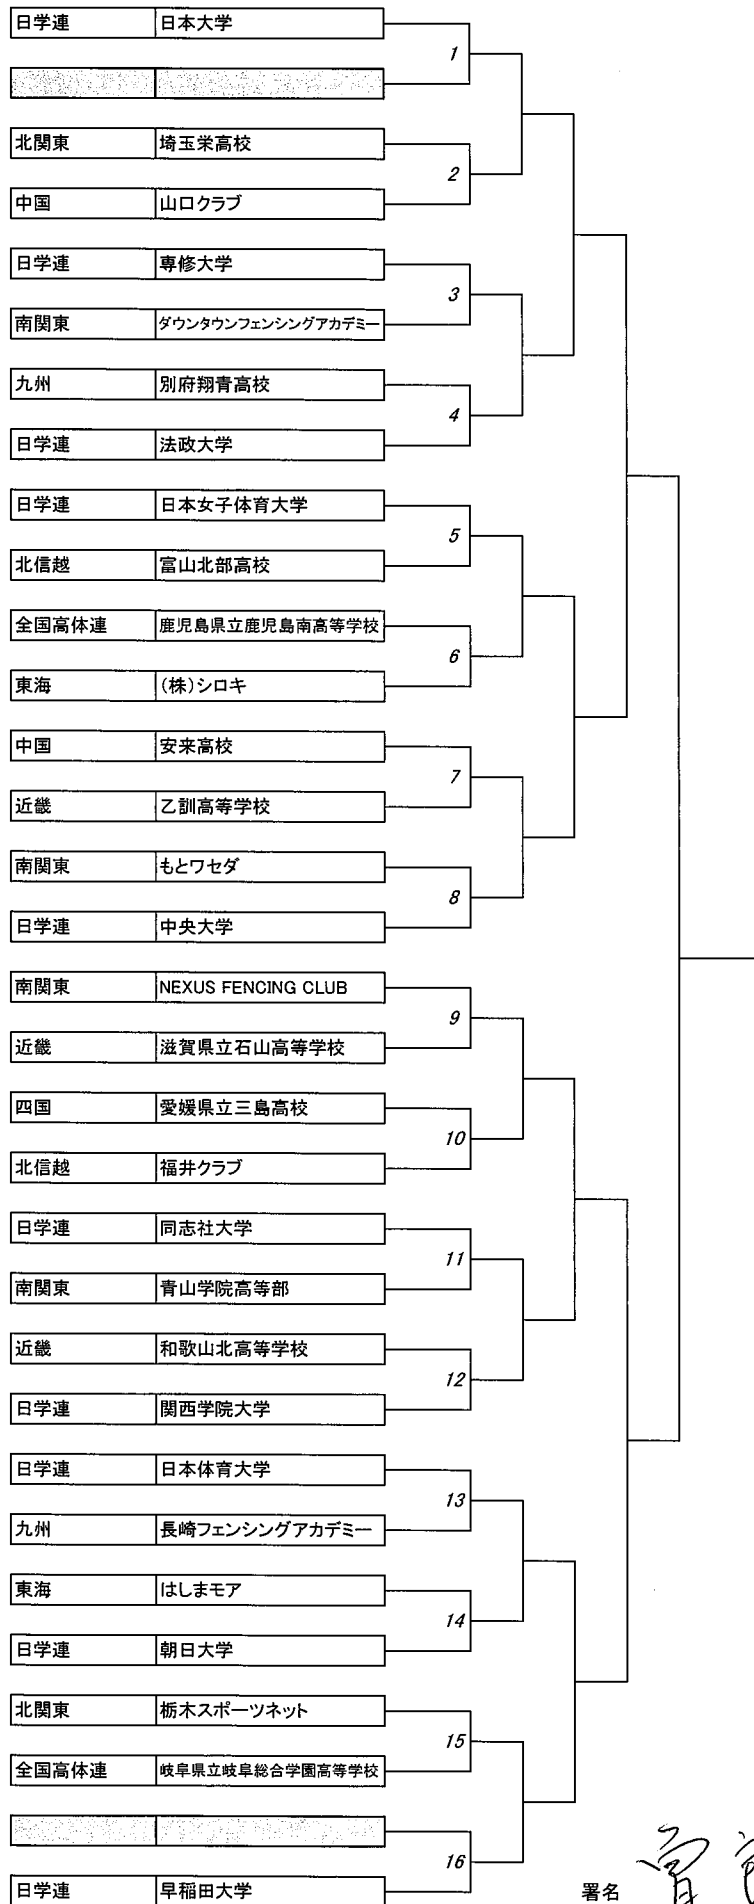 日学連 日本大学
1
北関東 埼玉栄高校
2
中国 山口クラブ
日学連 専修大学
3
南関東 ダウンタウンフェンシングアカデミー
九州 別府翔青高校
4
日学連 法政大学
日学連 日本女子体育大学
5
北信越 富山北部高校
全国高体連 鹿児島県立鹿児島南高等学校
6
東海 (株)シロキ
中国 安来高校
7
近畿 乙訓高等学校
南関東 もとワセダ
8
日学連 中央大学
南関東 NEXUS FENCING CLUB
9
近畿 滋賀県立石山高等学校
四国 愛媛県立三島高校
10
北信越 福井クラブ
日学連 同志社大学
11
南関東 青山学院高等部
近畿 和歌山北高等学校
12
日学連 関西学院大学
日学連 日本体育大学
13
九州 長崎フェンシングアカデミー
東海 はしまモア
14
日学連 朝日大学
北関東 栃木スポーツネット
15
全国高体連 岐阜県立岐阜総合学園高等学校
16
日学連 早稲田大学
署名